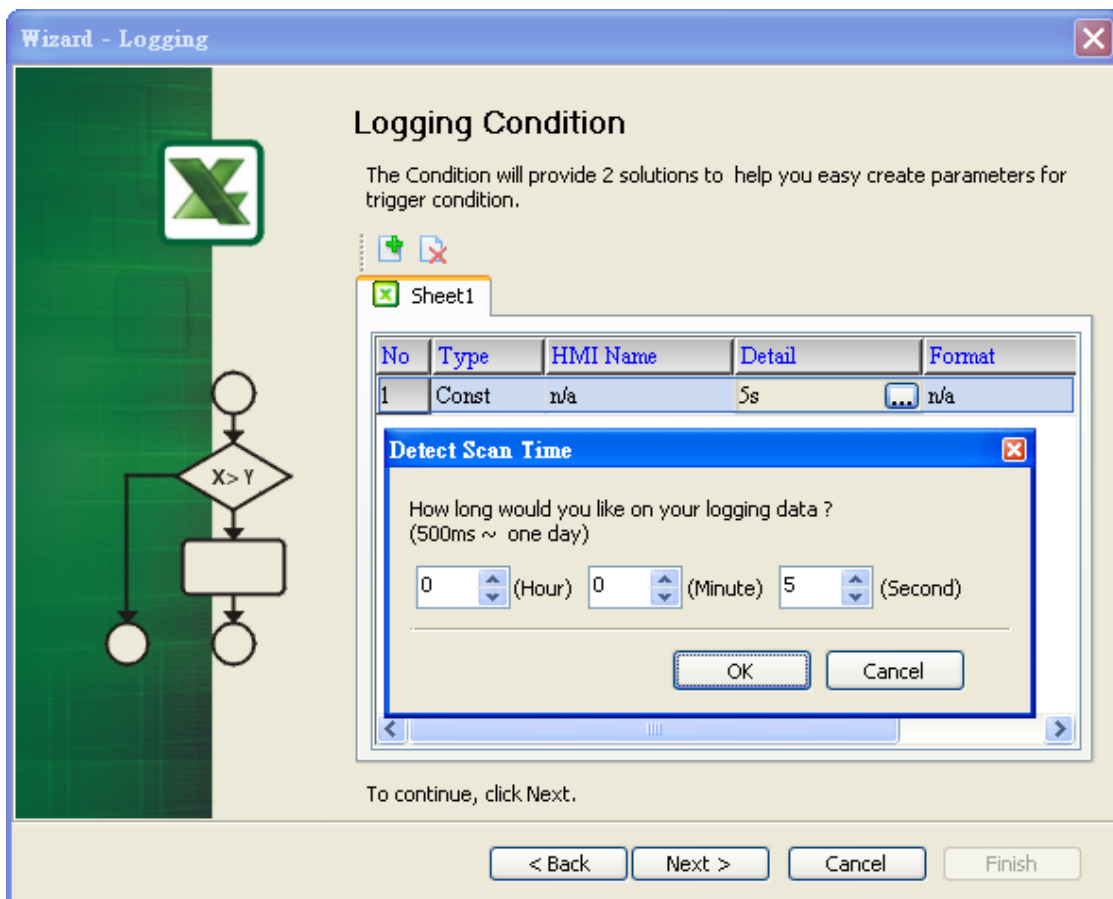 Wizard - Logging
Logging Condition
The Condition will provide 2 solutions to help you easy create parameters for
trigger condition.
Sheet1
No Type HMI Name Detail Format
1 Const n/a 5s ... n/a
Detect Scan Time
How long would you like on your logging data ?
(500ms ~ one day)
0 (Hour) 0 (Minute) 5 (Second)
OK Cancel
X> Y
To continue, click Next.
< Back Next > Cancel Finish